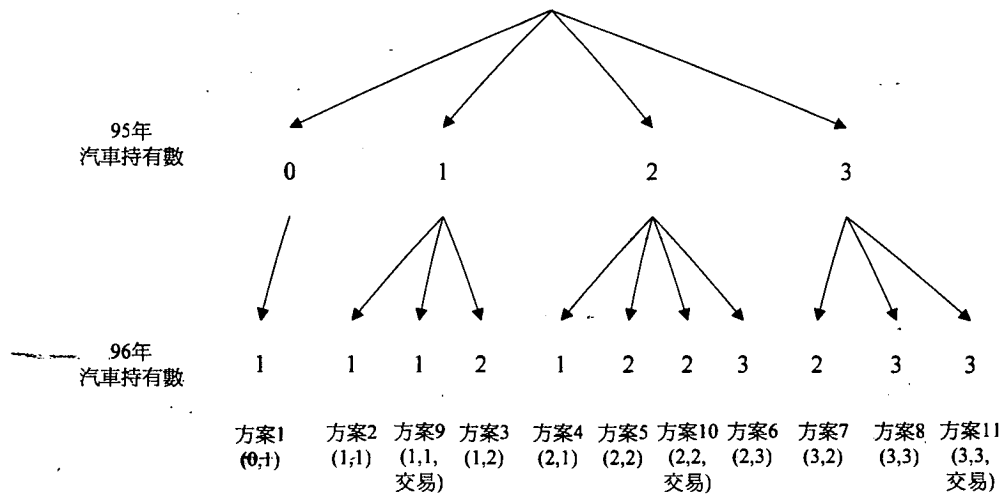 95年
汽車持有數
0 1 2 3
96年
汽車持有數
1 1 1 2 1 2 2 3 2 3 3
方案1 方案2 方案9 方案3 方案4 方案5 方案10 方案6 方案7 方案8 方案11
(0,1) (1,1) (1,1, (1,2) (2,1) (2,2) (2,2, (2,3) (3,2) (3,3) (3,3,
交易) 交易) 交易)